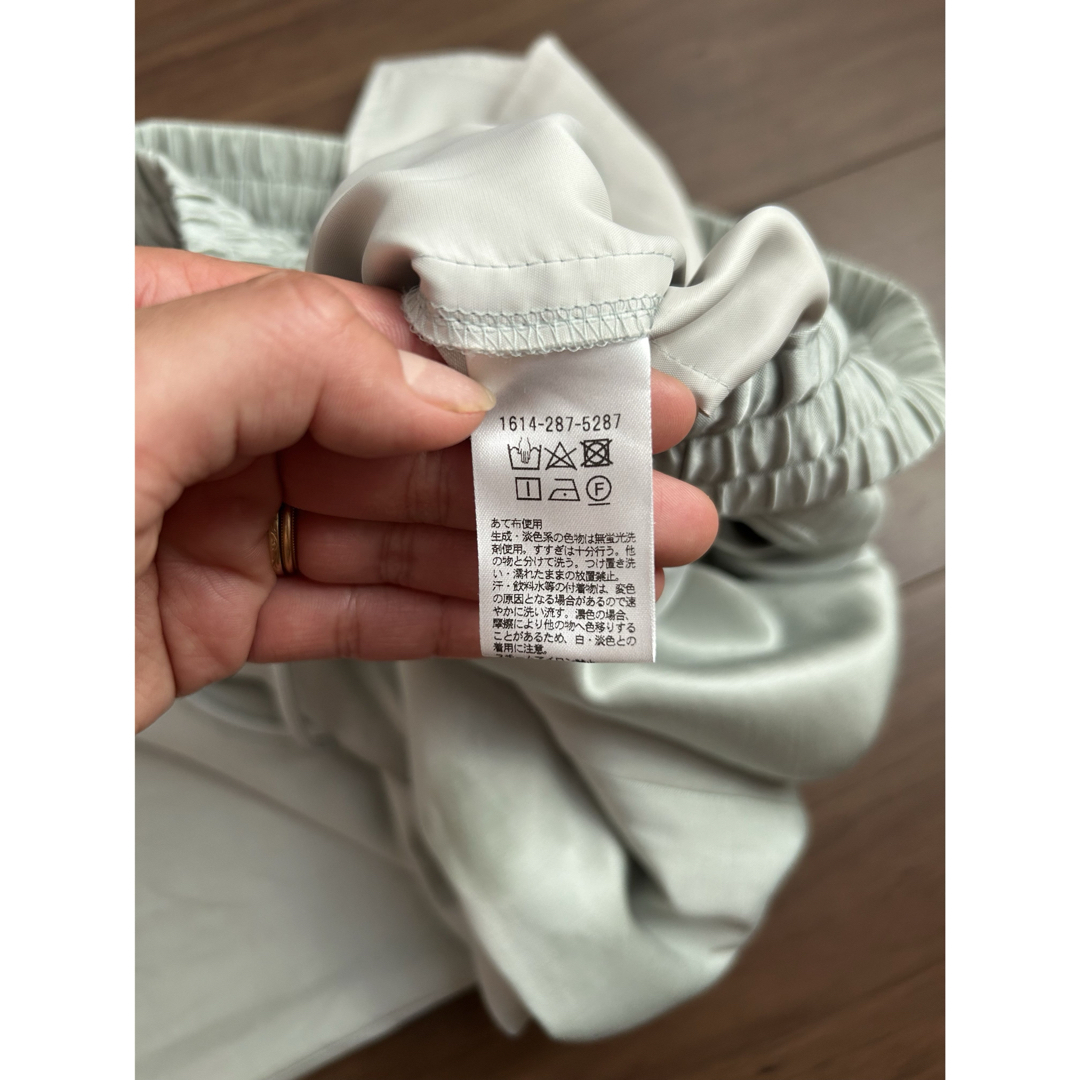 1614-287-5287
F
あて布使用
生成・淡色系の色物は無蛍光洗
剤使用。すすぎは十分行う。他
の物と分けて洗う。つけ置き洗
い・濡れたままの放置禁止。
汗・飲料水等の付着物は、変色
の原因となる場合があるので速
やかに洗い流す。濃色の場合、
摩擦により他の物へ色移りする
ことがあるため、白・淡色との
着用に注意。